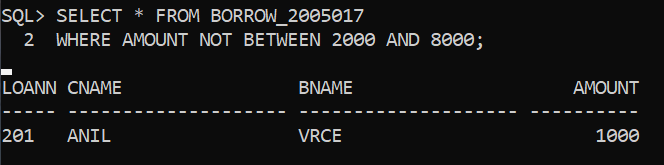 SQL> SELECT * FROM BORROW_2005017
  2  WHERE AMOUNT NOT BETWEEN 2000 AND 8000;
LOANN CNAME                BNAME                    AMOUNT
----- -------------------- -------------------- ----------
201   ANIL                 VRCE                       1000